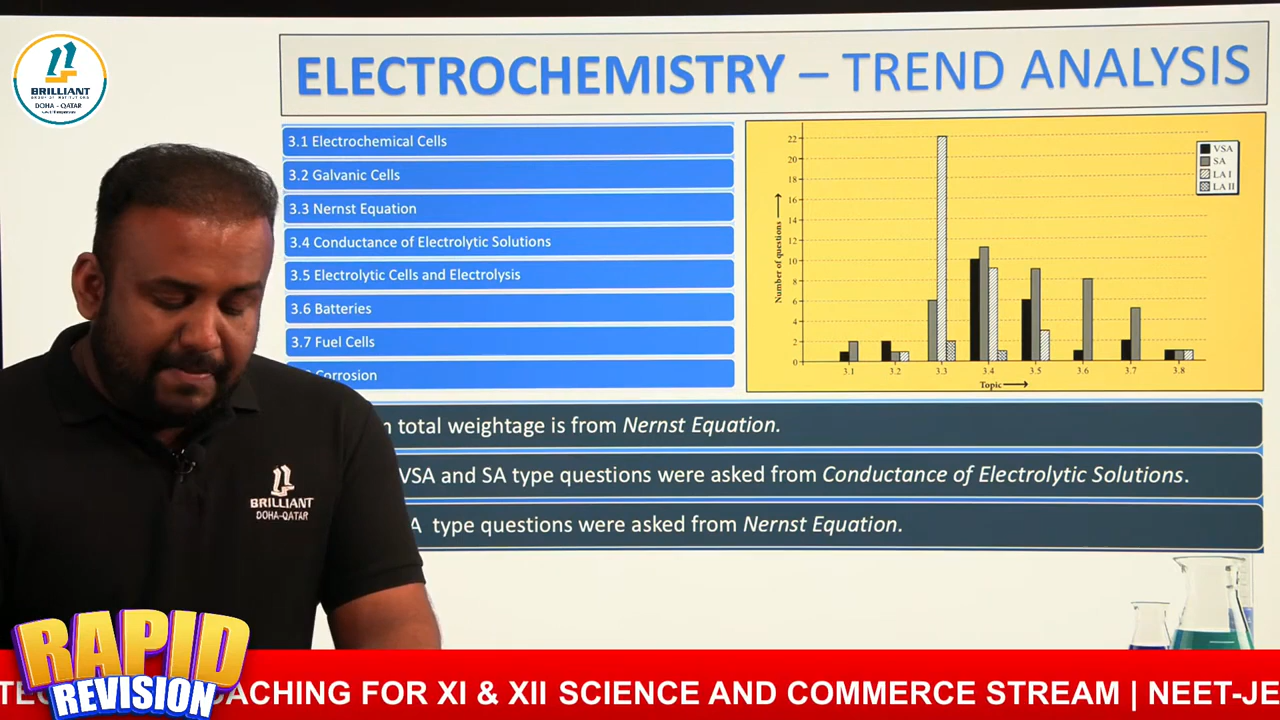 BRILLIANT
DOHA - QATAR
ELECTROCHEMISTRY – TREND ANALYSIS
3.1 Electrochemical Cells
3.2 Galvanic Cells
3.3 Nernst Equation
3.4 Conductance of Electrolytic Solutions
3.5 Electrolytic Cells and Electrolysis
3.6 Batteries
3.7 Fuel Cells
Corrosion
22
20
18
16
14
12
10
8
6
4
2
0
Number of questions
VSA
SA
LA I
LA II
3.1 3.2 3.3 3.4 3.5 3.6 3.7 3.8
Topic
total weightage is from Nernst Equation.
VSA and SA type questions were asked from Conductance of Electrolytic Solutions.
type questions were asked from Nernst Equation.
BRILLIANT
DOHA-QATAR
RAPID
REVISION
ACHING FOR XI & XII SCIENCE AND COMMERCE STREAM | NEET-JE